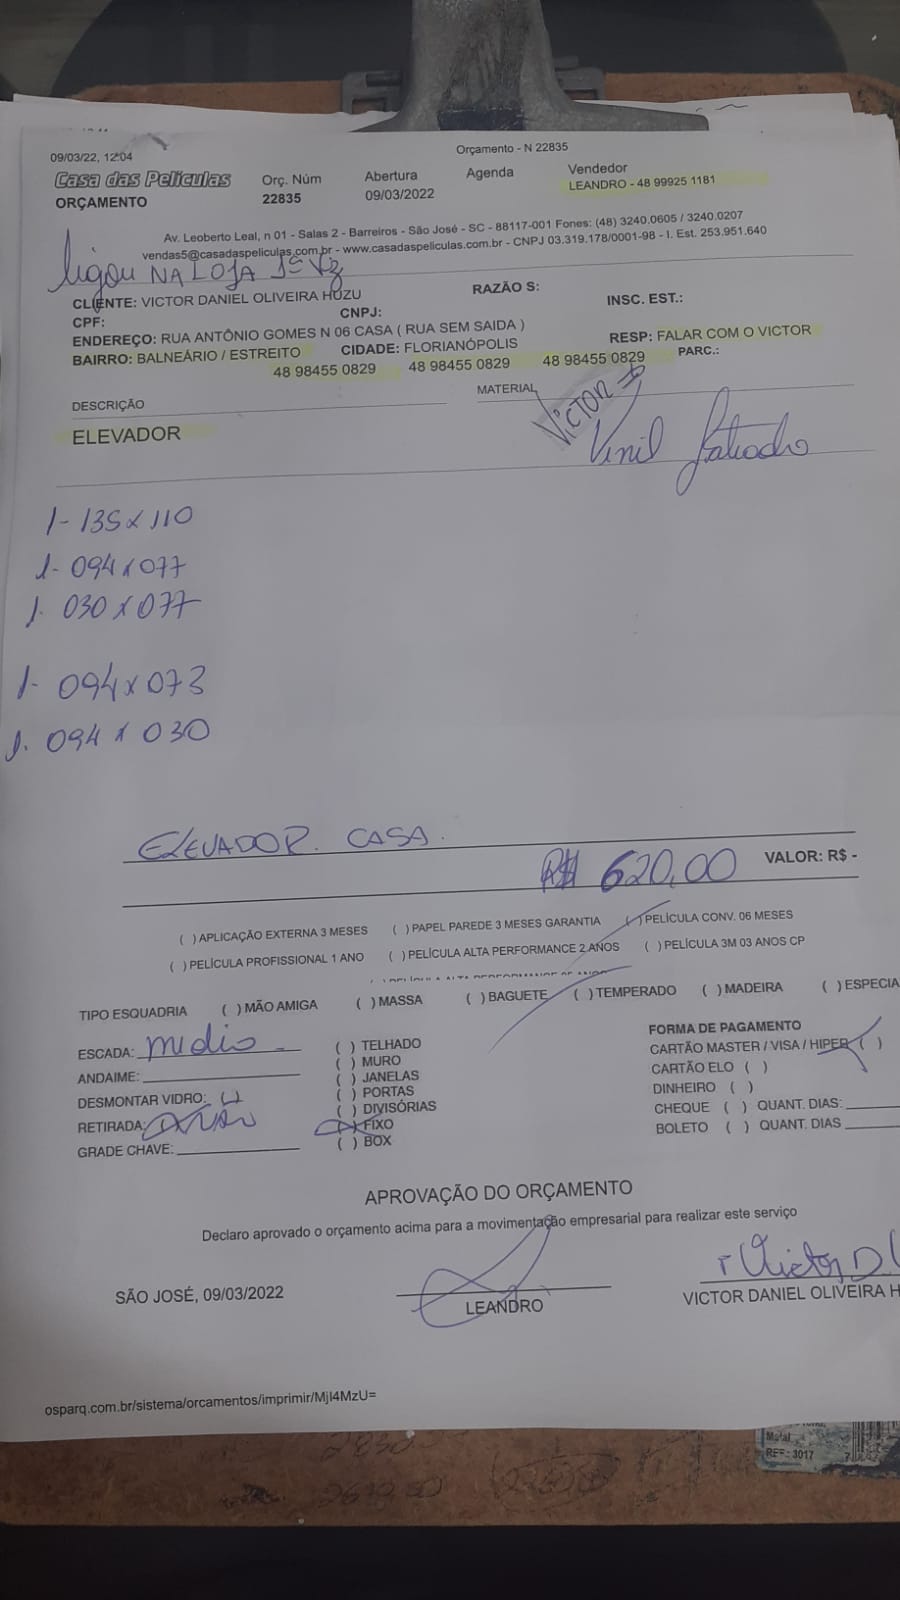 09/03/22, 12:04
Orçamento - N 22835
Casa das Películas
ORÇAMENTO
Orç. Núm
22835
Abertura
09/03/2022
Agenda
Vendedor
LEANDRO - 48 99925 1181
Av. Leoberto Leal, n 01 - Salas 2 - Barreiros - São José - SC - 88117-001 Fones: (48) 3240.0605 / 3240.0207
vendas5@casadaspeliculas.com.br - www.casadaspeliculas.com.br - CNPJ 03.319.178/0001-98 - I. Est. 253.951.640
ligou NA LOJA 1ª Vz
CLIENTE: VICTOR DANIEL OLIVEIRA HUZU
RAZÃO S:
INSC. EST.:
CPF:
CNPJ:
ENDEREÇO: RUA ANTÔNIO GOMES N 06 CASA ( RUA SEM SAIDA )
RESP: FALAR COM O VICTOR
BAIRRO: BALNEÁRIO / ESTREITO
CIDADE: FLORIANÓPOLIS
PARC.:
48 98455 0829 48 98455 0829 48 98455 0829
DESCRIÇÃO
MATERIAL
VICTOR
ELEVADOR
Vinil Jateado
1- 135 x 110
1- 094 x 077
1. 030 x 077
1- 094 x 073
1. 094 x 030
ELEVADOR. CASA.
R$ 620,00
VALOR: R$ -
( ) APLICAÇÃO EXTERNA 3 MESES ( ) PAPEL PAREDE 3 MESES GARANTIA ( ) PELÍCULA CONV. 06 MESES
( ) PELÍCULA PROFISSIONAL 1 ANO ( ) PELÍCULA ALTA PERFORMANCE 2 ANOS ( ) PELÍCULA 3M 03 ANOS CP
TIPO ESQUADRIA ( ) MÃO AMIGA ( ) MASSA ( ) BAGUETE ( ) TEMPERADO ( ) MADEIRA ( ) ESPECIA
ESCADA: medio
ANDAIME:
DESMONTAR VIDRO:
RETIRADA: NÃO
GRADE CHAVE:
( ) TELHADO
( ) MURO
( ) JANELAS
( ) PORTAS
( ) DIVISÓRIAS
( ) FIXO
( ) BOX
FORMA DE PAGAMENTO
CARTÃO MASTER / VISA / HIPER ( )
CARTÃO ELO ( )
DINHEIRO ( )
CHEQUE ( ) QUANT. DIAS:
BOLETO ( ) QUANT. DIAS
APROVAÇÃO DO ORÇAMENTO
Declaro aprovado o orçamento acima para a movimentação empresarial para realizar este serviço
Victor D.
SÃO JOSÉ, 09/03/2022
LEANDRO
VICTOR DANIEL OLIVEIRA H
osparq.com.br/sistema/orcamentos/imprimir/MjI4MzU=
Metal
REF.: 3017